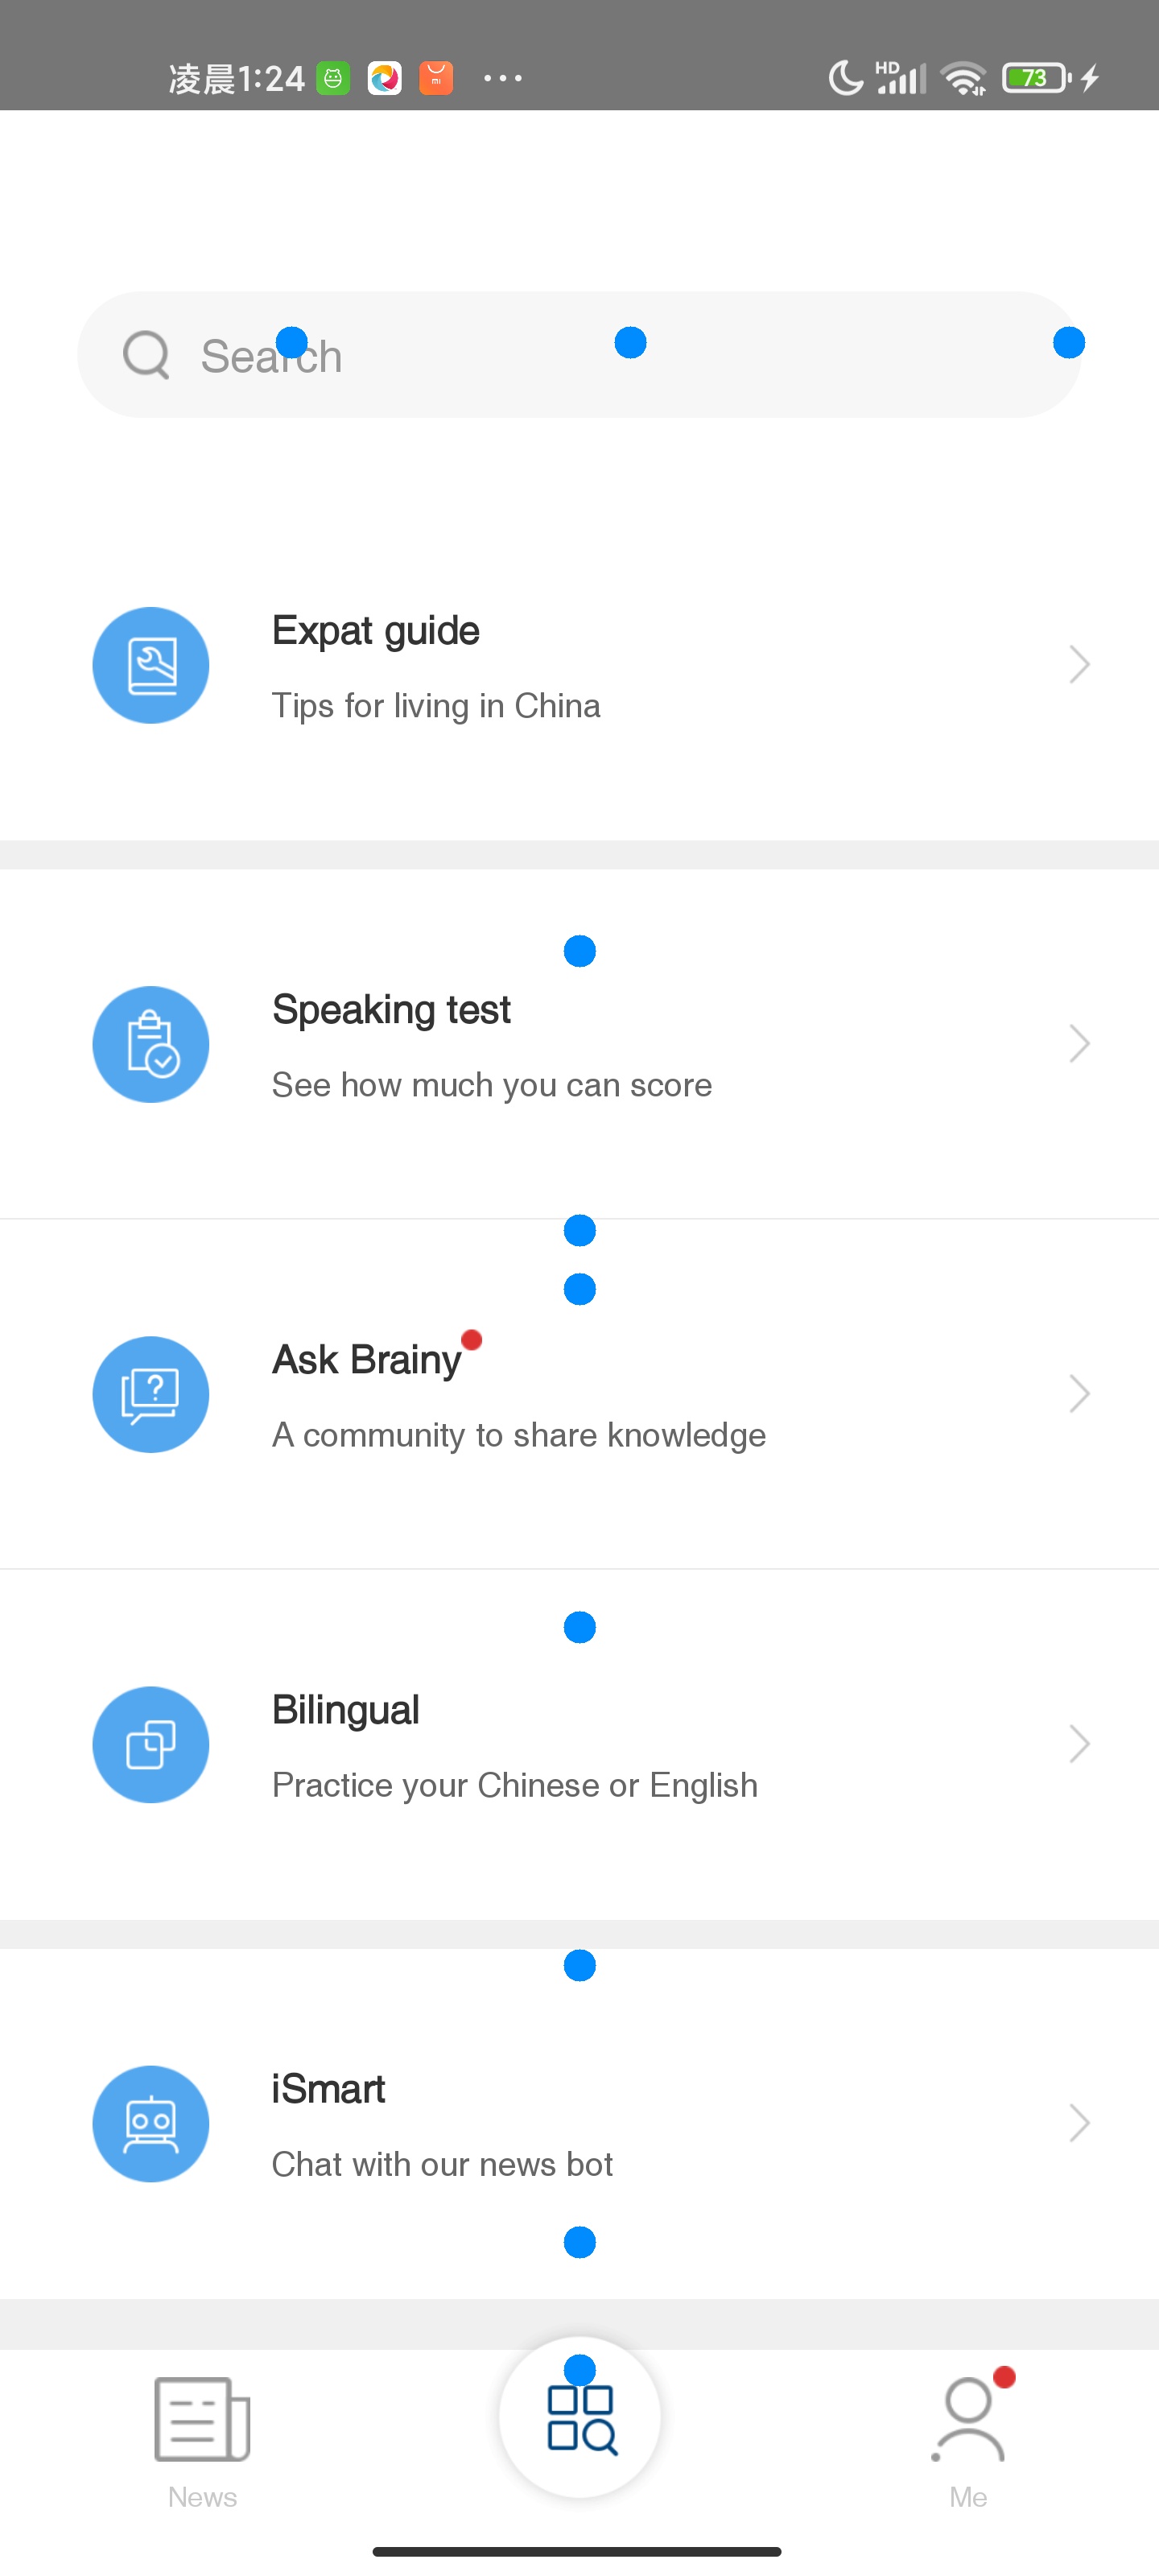 凌晨1:24 mi ... HD 73
Search
Expat guide
Tips for living in China
Speaking test
See how much you can score
Ask Brainy
A community to share knowledge
Bilingual
Practice your Chinese or English
iSmart
Chat with our news bot
News
Me